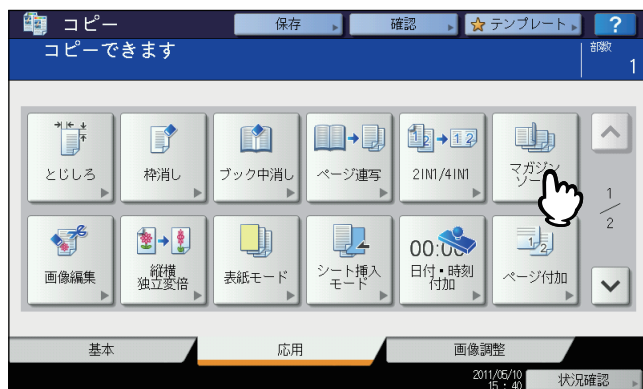 コピー
保存
確認
テンプレート
?
コピーできます
部数
1
とじしろ
枠消し
ブック中消し
ページ連写
2IN1/4IN1
マガジン
ソー
1
2
画像編集
縦横
独立変倍
表紙モード
シート挿入
モード
00:00
日付・時刻
付加
ページ付加
基本
応用
画像調整
2011/05/10
15 : 40
状況確認